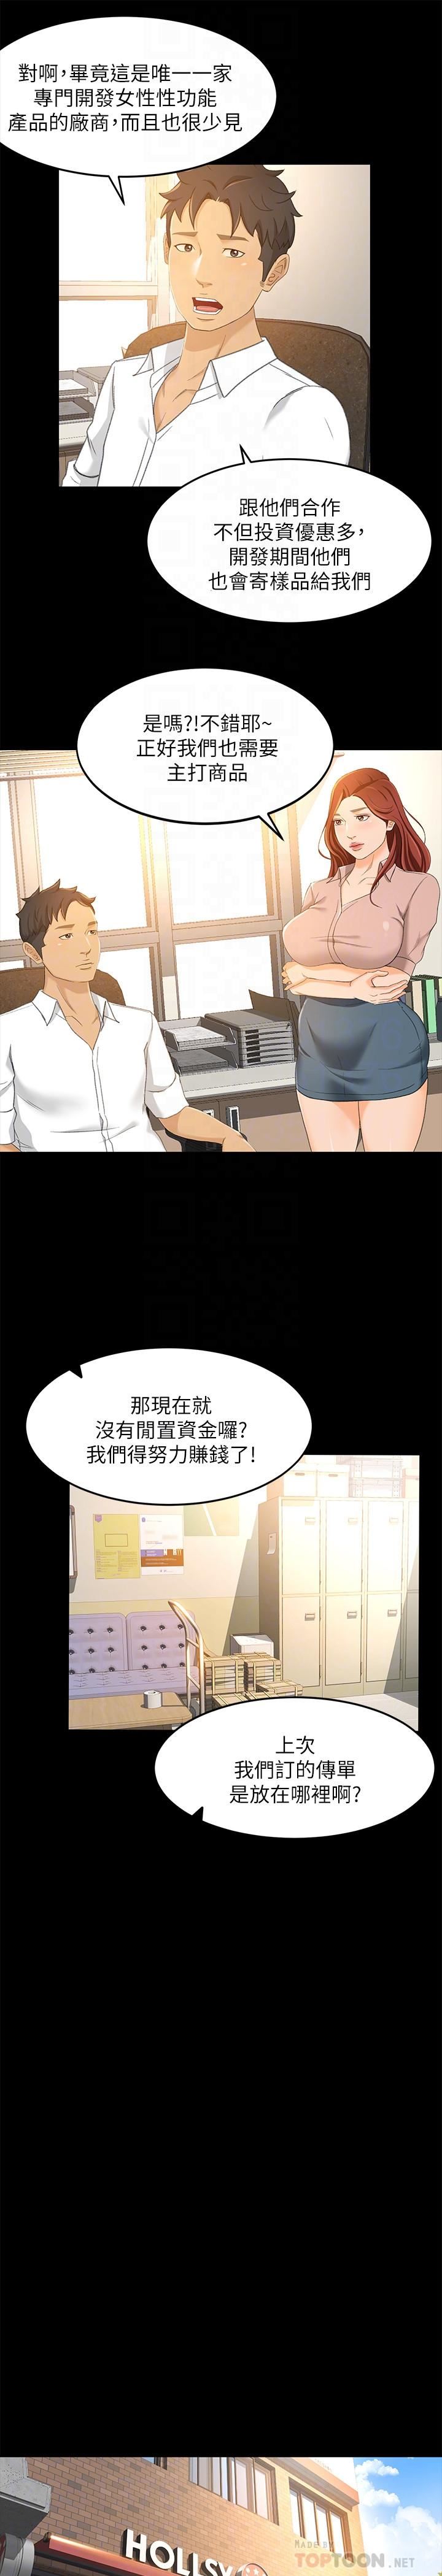 對啊，畢竟這是唯一一家
專門開發女性性功能
產品的廠商，而且也很少見
跟他們合作
不但投資優惠多，
開發期間他們
也會寄樣品給我們
是嗎?!不錯耶~
正好我們也需要
主打商品
那現在就
沒有閒置資金囉?
我們得努力賺錢了!
上次
我們訂的傳單
是放在哪裡啊?
Made by
TOPTOON.NET
HOLLSY